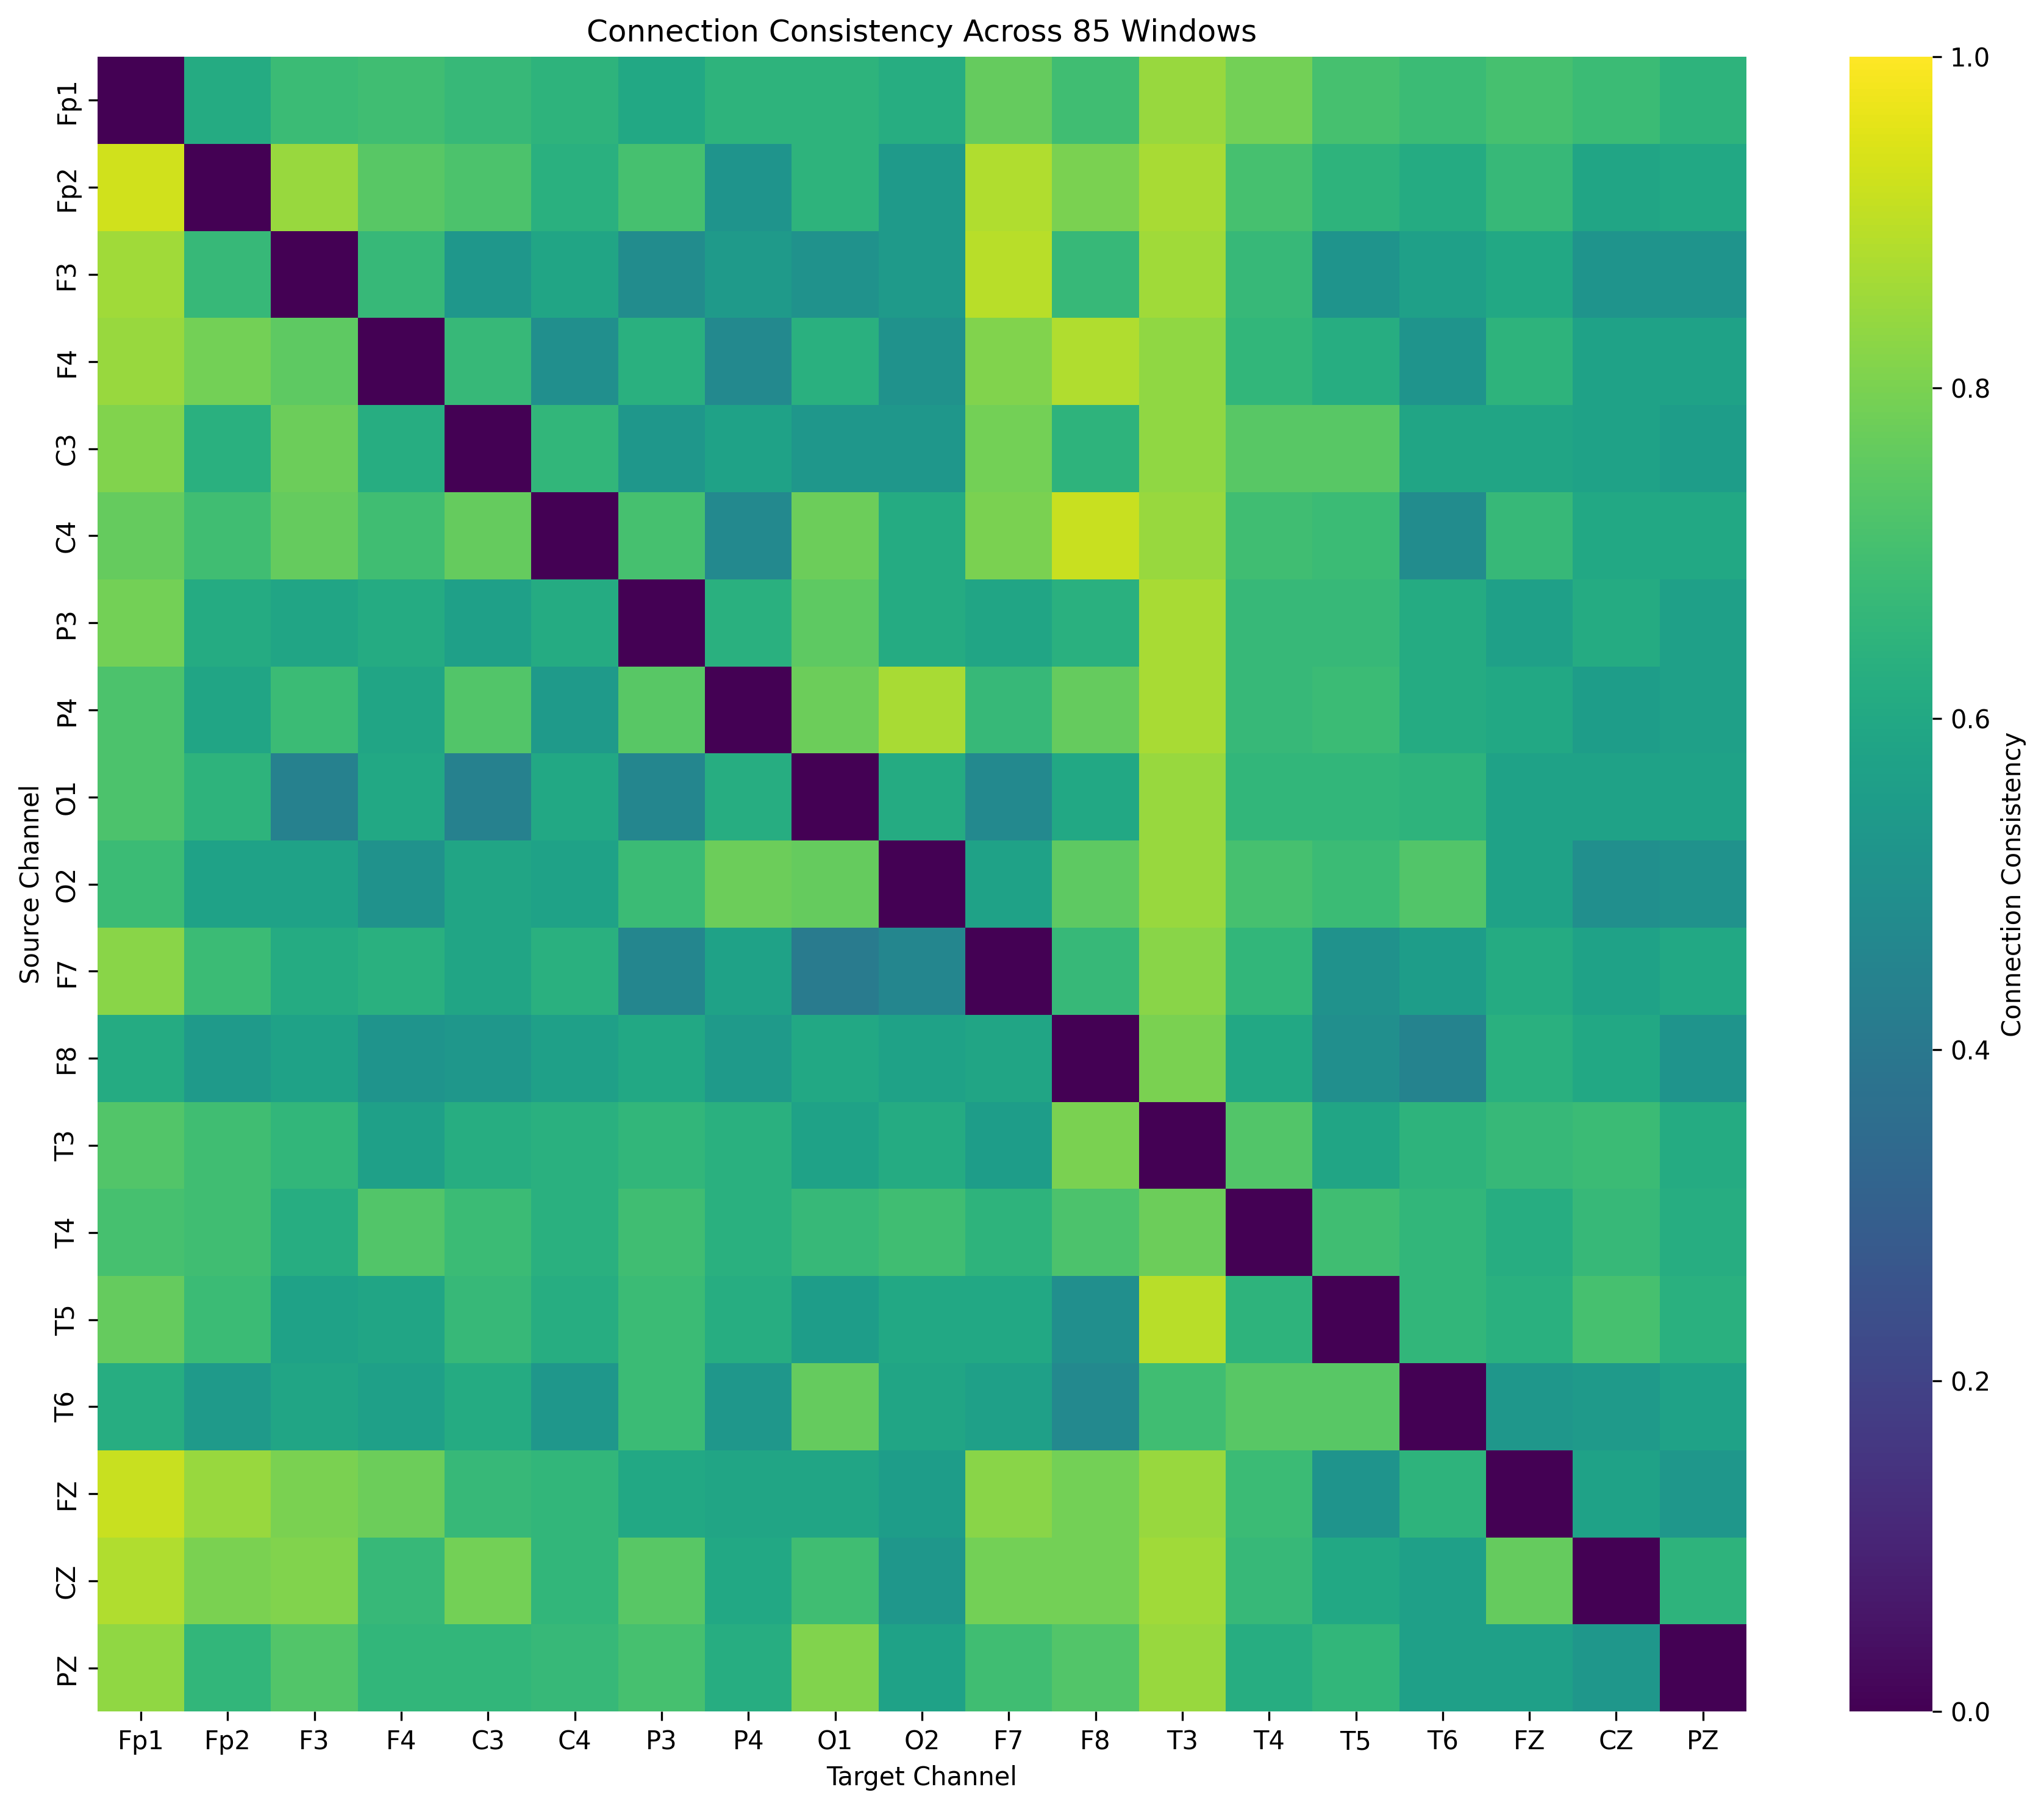 Connection Consistency Across 85 Windows
Source Channel
Fp1
Fp2
F3
F4
C3
C4
P3
P4
O1
O2
F7
F8
T3
T4
T5
T6
FZ
CZ
PZ
Fp1 Fp2 F3 F4 C3 C4 P3 P4 O1 O2 F7 F8 T3 T4 T5 T6 FZ CZ PZ
Target Channel
1.0
0.8
0.6
0.4
0.2
0.0
Connection Consistency